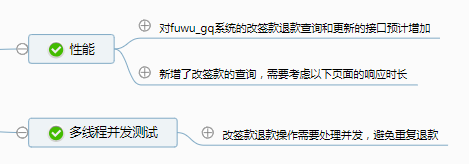 对fuwu_gq系统的改签款退款查询和更新的接口预计增加
性能
新增了改签款的查询，需要考虑以下页面的响应时长
多线程并发测试
改签款退款操作需要处理并发，避免重复退款